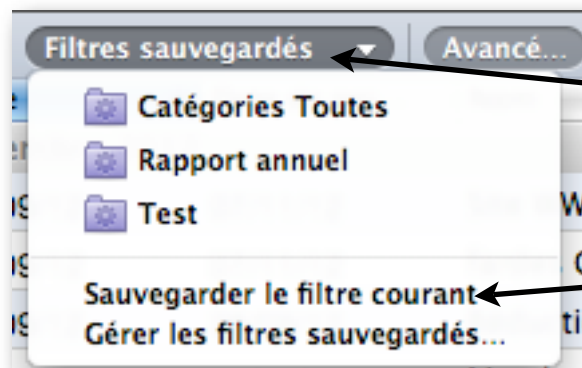 Filtres sauvegardés
Avancé...
Catégories Toutes
Rapport annuel
Test
Sauvegarder le filtre courant
Gérer les filtres sauvegardés...